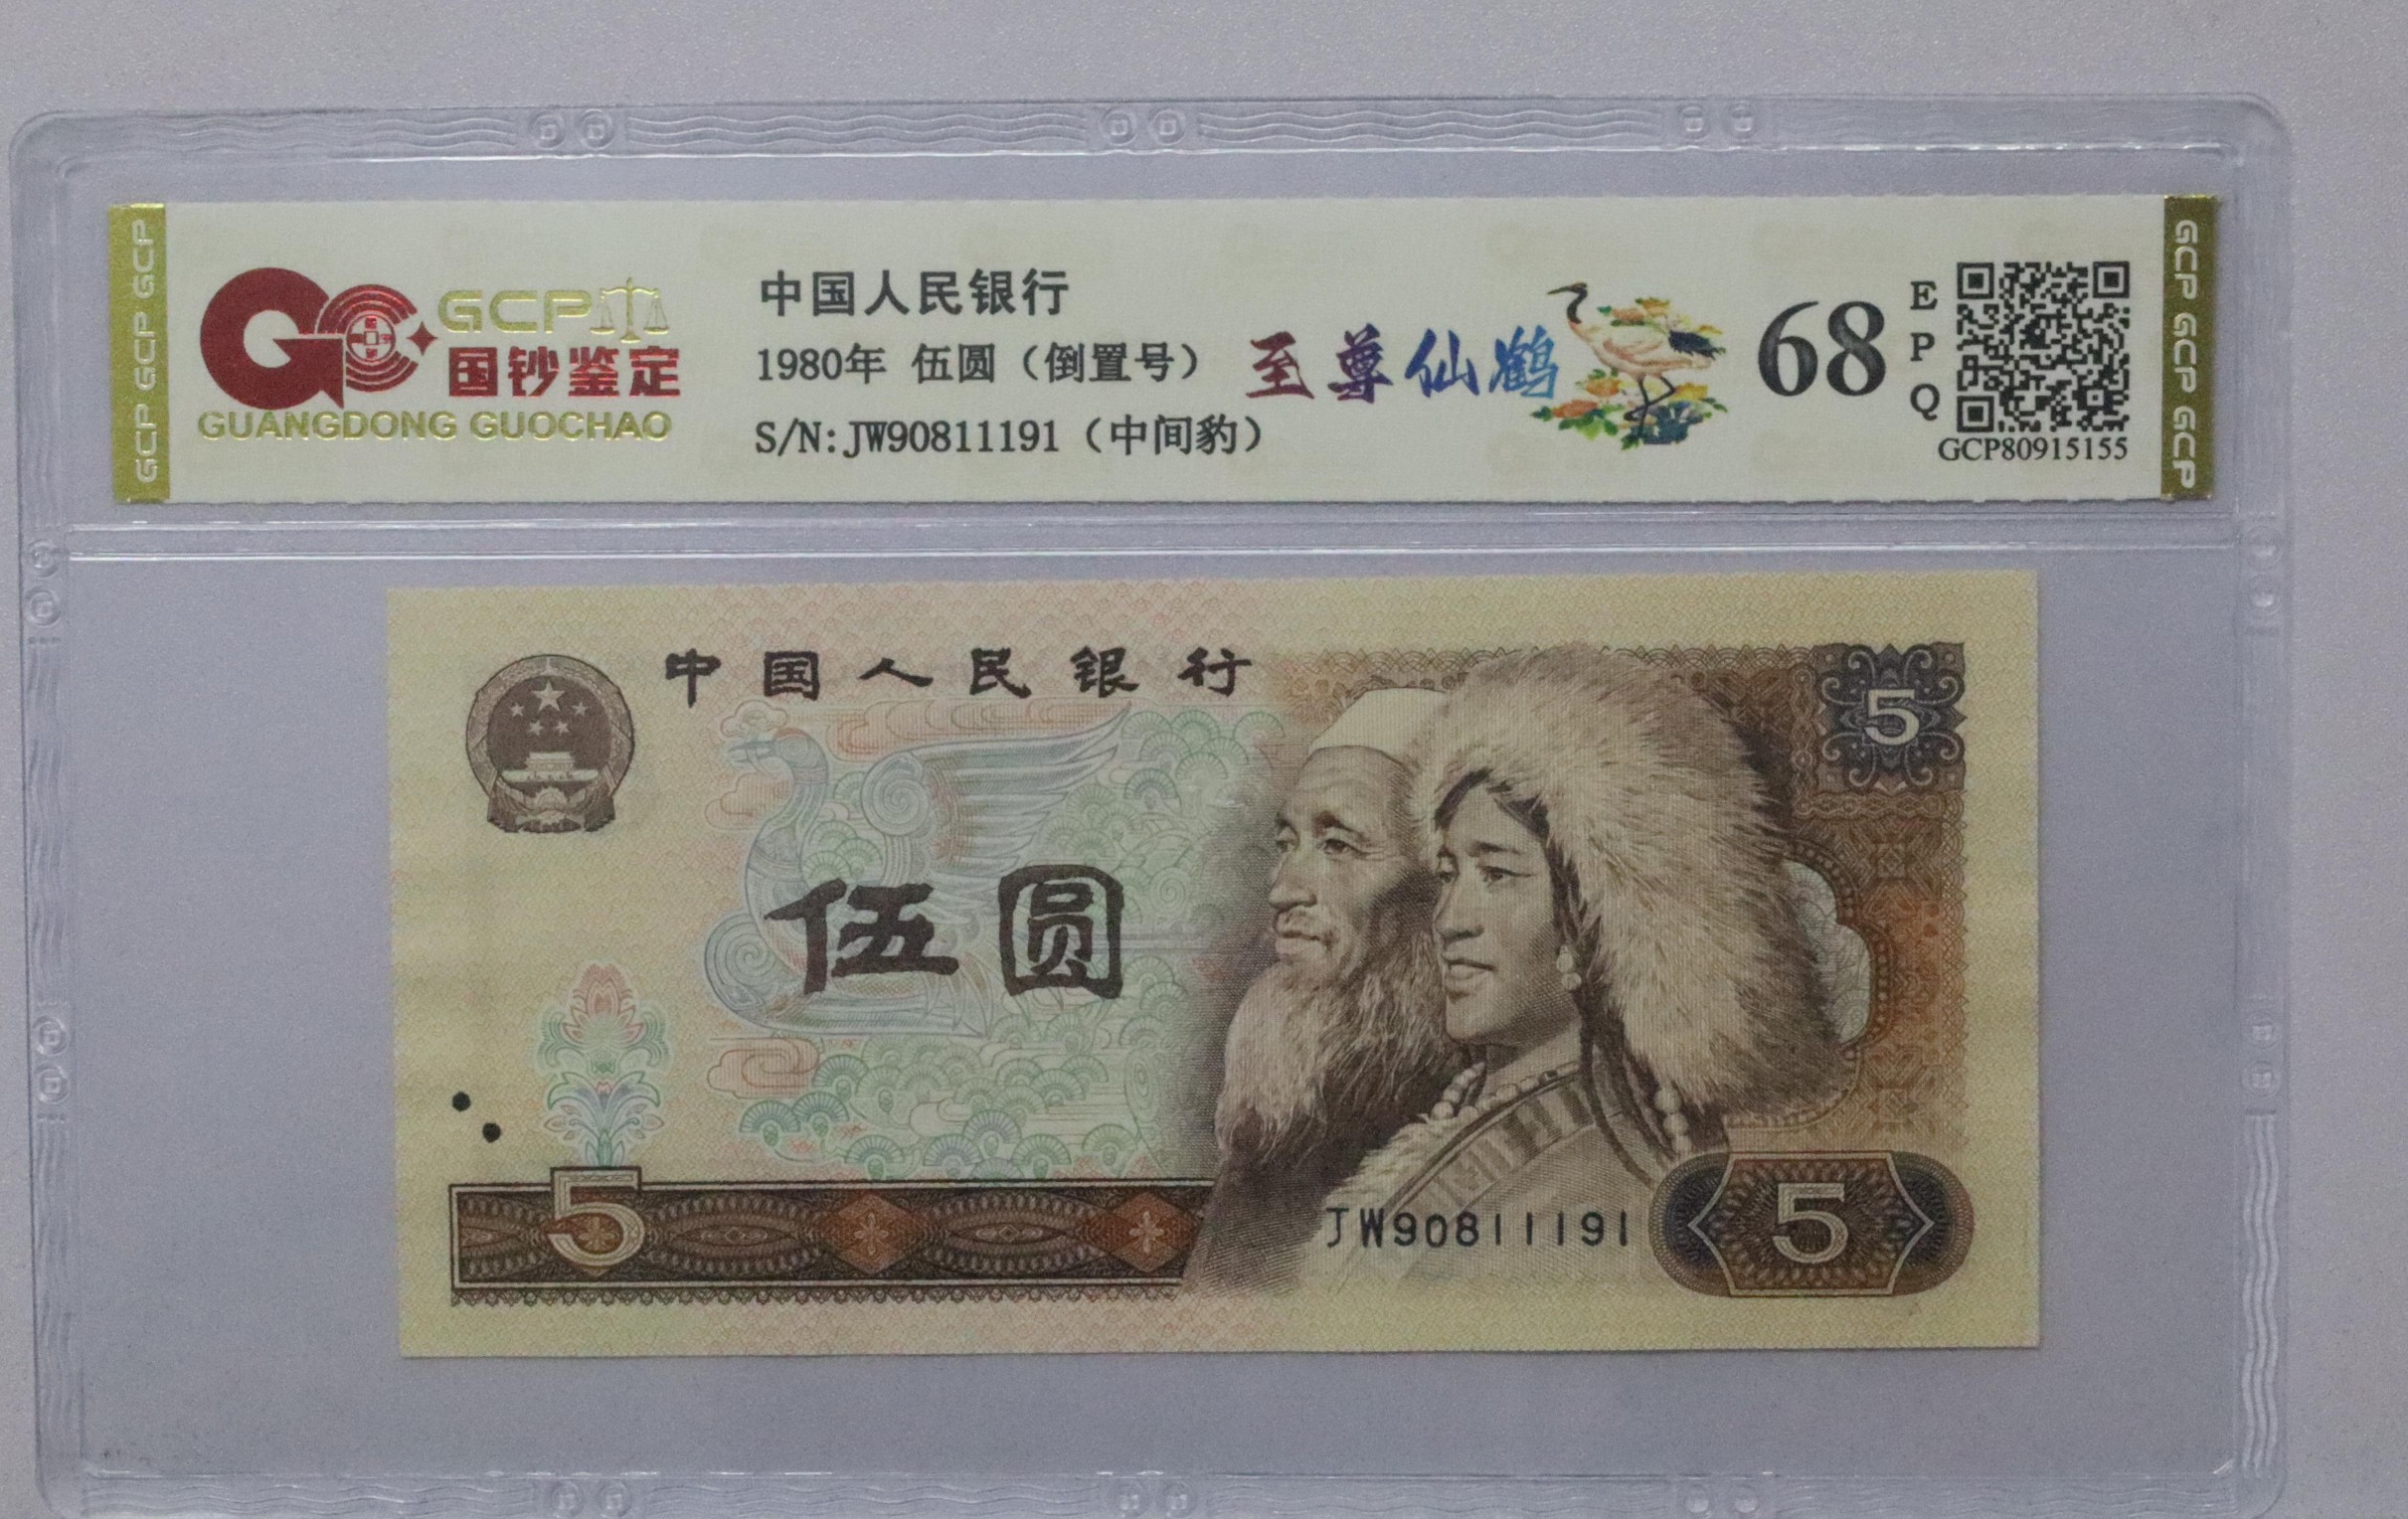 GCP GCP GCP
GCP
国钞鉴定
GUANGDONG GUOCHAO
中国人民银行
1980年 伍圆（倒置号）
S/N:JW90811191（中间豹）
至尊仙鹤
68
EPQ
GCP80915155
GCP GCP GCP
中国人民银行
5
伍圆
5
JW90811191
5